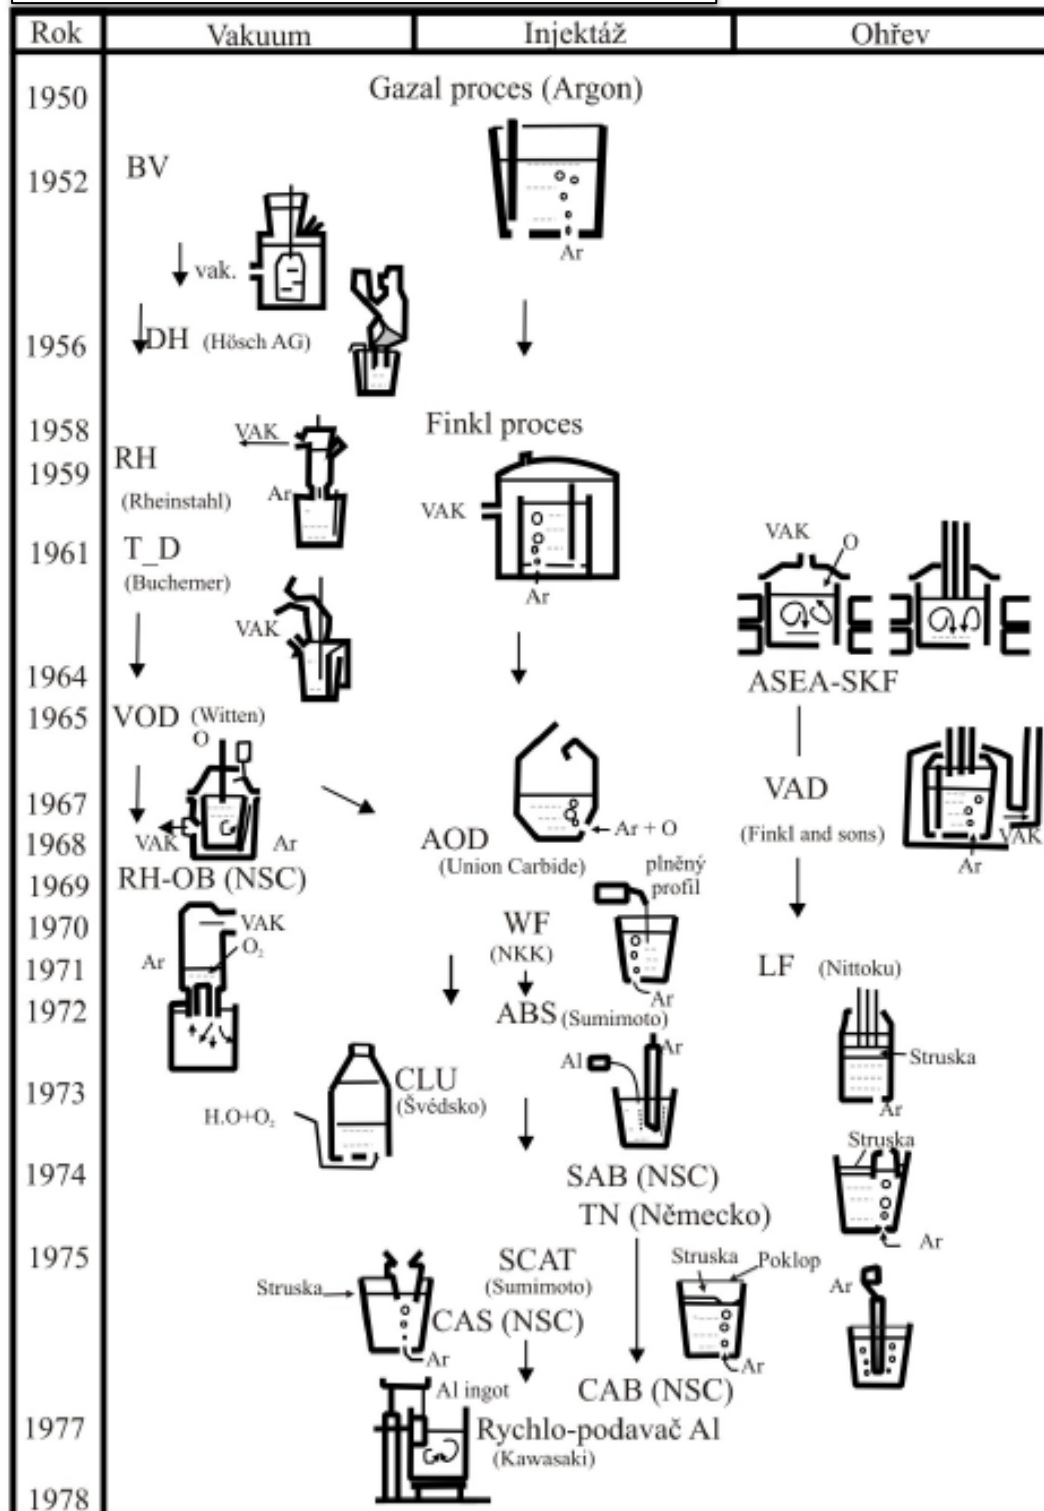 Rok Vakuum Injektáž Ohřev
1950 Gazal proces (Argon)
BV
1952
Ar
vak.
DH (Hösch AG)
1956
1958 Finkl proces
VAK
RH
1959
Ar
(Rheinstahl)
VAK
VAK O
1961 T_D
(Buchemer)
Ar
VAK
1964 ASEA-SKF
1965 VOD (Witten)
O
VAD
1967
Ar + O
(Finkl and sons)
VAK
1968 VAK Ar AOD
(Union Carbide)
plněný
profil
Ar
1969 RH-OB (NSC)
WF
1970 VAK
(NKK)
O₂
Ar
1971 LF (Nittoku)
Ar
1972 ABS (Sumimoto)
Ar
Al
Struska
CLU
1973 (Švédsko)
H.O+O₂
Ar
Struska
1974 SAB (NSC)
TN (Německo)
Ar
1975 SCAT
(Sumimoto)
Struska
Struska Poklop
Ar
CAS (NSC)
Ar
Ar
Al ingot CAB (NSC)
1977 Rychlo-podavač Al
(Kawasaki)
1978